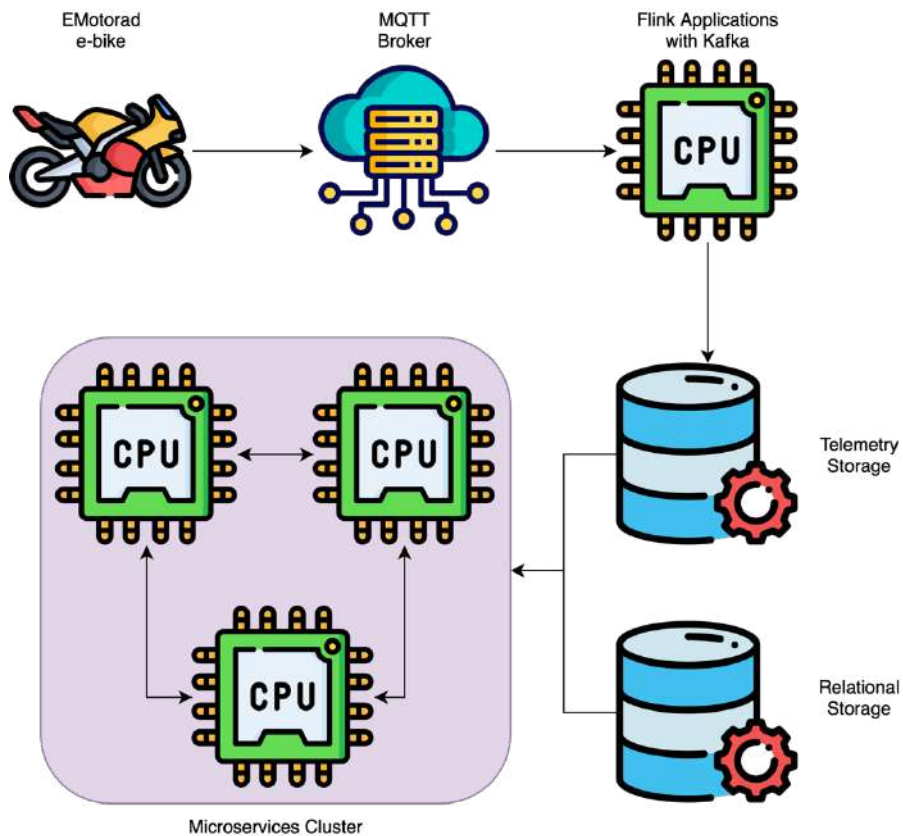 EMotorad
e-bike
MQTT
Broker
Flink Applications
with Kafka
CPU
CPU
CPU
Telemetry
Storage
CPU
Relational
Storage
Microservices Cluster